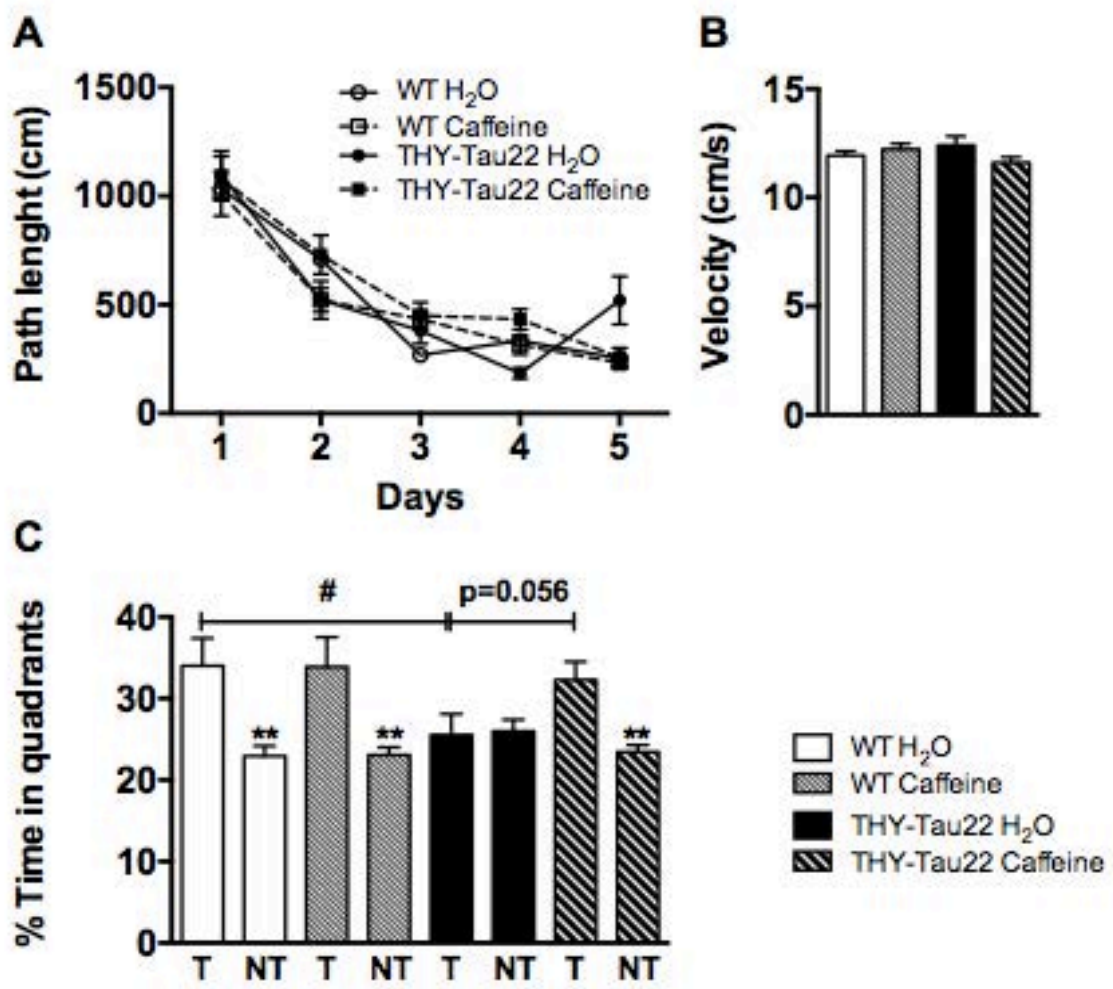 A
Path lenght (cm)
1500
1000
500
0
WT H₂O
WT Caffeine
THY-Tau22 H₂O
THY-Tau22 Caffeine
1 2 3 4 5
Days
B
Velocity (cm/s)
15
10
5
0
C
% Time in quadrants
40
30
20
10
0
# p=0.056
** ** **
T NT T NT T NT T NT
WT H₂O
WT Caffeine
THY-Tau22 H₂O
THY-Tau22 Caffeine